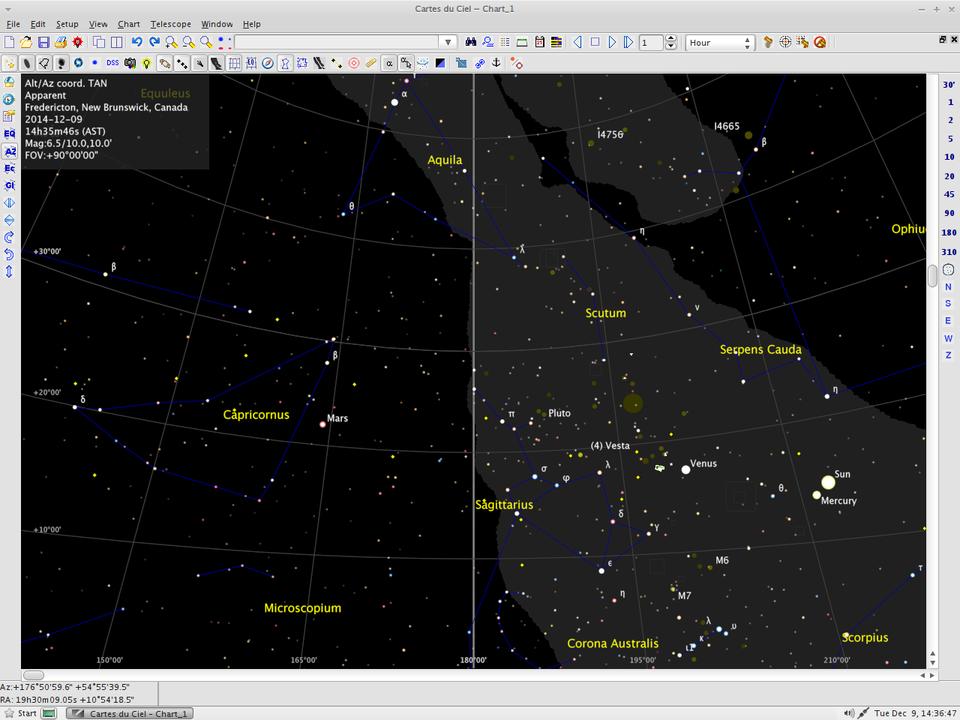 Cartes du Ciel – Chart_1
File Edit Setup View Chart Telescope Window Help
1 Hour
DSS
Alt/Az coord. TAN
Apparent
Fredericton, New Brunswick, Canada
2014-12-09
14h35m46s (AST)
Mag:6.5/10.0,10.0'
FOV:+90°00'00"
Equuleus
EQ
AZ
Ec
Gl
30'
1
2
5
10
20
45
90
180
310
N
S
E
W
Z
α
I4756
I4665
β
Aquila
θ
η
Ophiu
+30°00'
β
λ
Scutum
ν
Serpens Cauda
β
+20°00'
δ
η
Capricornus
Mars
π
Pluto
(4) Vesta
σ
φ
λ
Venus
Sun
θ
Mercury
Sagittarius
δ
γ
+10°00'
ε
M6
τ
η
M7
Microscopium
λ
υ
κ
ι1
Corona Australis
Scorpius
150°00'
165°00'
180°00'
195°00'
210°00'
Az:+176°50'59.6" +54°55'39.5"
RA: 19h30m09.05s +10°54'18.5"
Start Cartes du Ciel - Chart_1 Tue Dec 9, 14:36:47